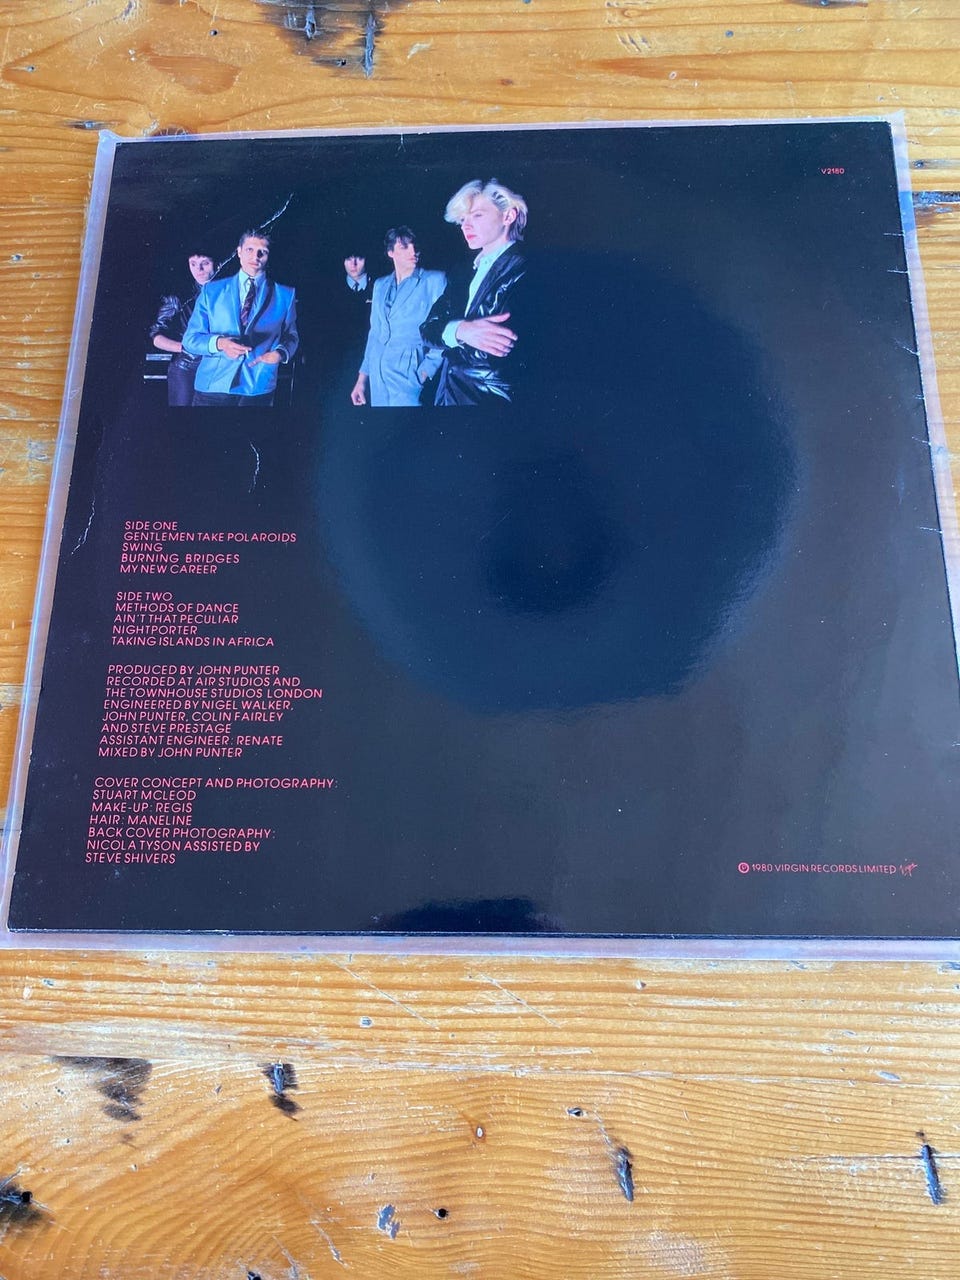 V2180
SIDE ONE
GENTLEMEN TAKE POLAROIDS
SWING
BURNING BRIDGES
MY NEW CAREER
SIDE TWO
METHODS OF DANCE
AIN'T THAT PECULIAR
NIGHTPORTER
TAKING ISLANDS IN AFRICA
PRODUCED BY JOHN PUNTER
RECORDED AT AIR STUDIOS AND
THE TOWNHOUSE STUDIOS LONDON
ENGINEERED BY NIGEL WALKER,
JOHN PUNTER, COLIN FAIRLEY
AND STEVE PRESTAGE
ASSISTANT ENGINEER: RENATE
MIXED BY JOHN PUNTER
COVER CONCEPT AND PHOTOGRAPHY:
STUART MCLEOD
MAKE-UP: REGIS
HAIR: MANELINE
BACK COVER PHOTOGRAPHY:
NICOLA TYSON ASSISTED BY
STEVE SHIVERS
℗ 1980 VIRGIN RECORDS LIMITED Virgin